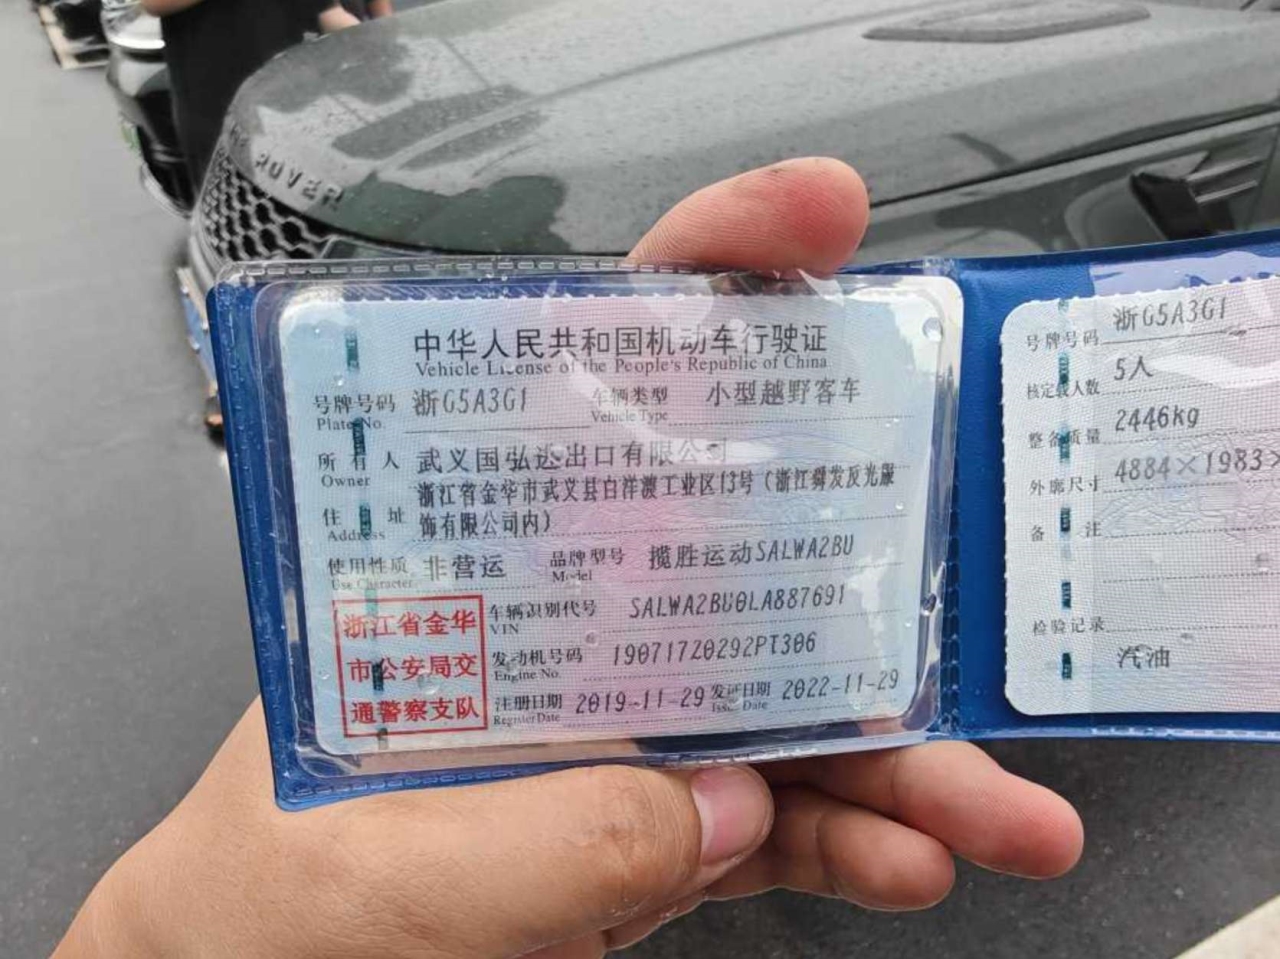 ROVER
中华人民共和国机动车行驶证
Vehicle License of the People's Republic of China
号牌号码 浙G5A3G1 车辆类型 小型越野客车
Plate No. Vehicle Type
所有人 武义国弘进出口有限公司
Owner
浙江省金华市武义县白洋渡工业区13号（浙江舜发反光服
住址 饰有限公司内）
Address
使用性质 非营运 品牌型号 揽胜运动SALWA2BU
Use Character Model
浙江省金华
市公安局交
通警察支队
车辆识别代号 SALWA2BU0LA887691
VIN
发动机号码 19071720292PT306
Engine No.
注册日期 2019-11-29 发证日期 2022-11-29
Register Date Issue Date
号牌号码 浙G5A3G1
核定载人数 5人
整备质量 2446kg
外廓尺寸 4884×1983×
备注
检验记录
汽油